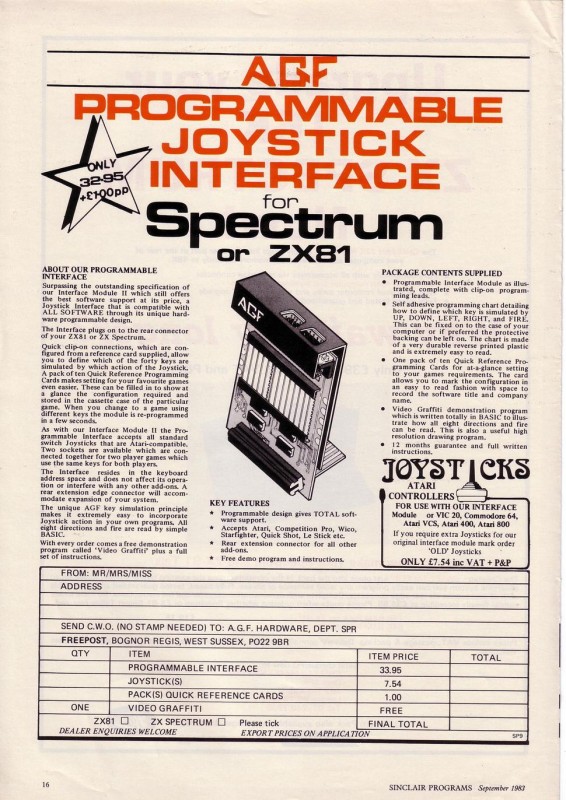 AGF
PROGRAMMABLE
JOYSTICK
INTERFACE
for
Spectrum
or ZX81
ONLY
32·95
+£1·00pp
ABOUT OUR PROGRAMMABLE
INTERFACE
Surpassing the outstanding specification of
our Interface Module II which still offers
the best software support at its price, a
Joystick Interface that is compatible with
ALL SOFTWARE through its unique hard-
ware programmable design.
The Interface plugs on to the rear connector
of your ZX81 or ZX Spectrum.
Quick clip-on connections, which are con-
figured from a reference card supplied, allow
you to define which of the forty keys are
simulated by which action of the Joystick.
A pack of ten Quick Reference Programming
Cards makes setting for your favourite games
even easier. These can be filled in to show at
a glance the configuration required and
stored in the cassette case of the particular
game. When you change to a game using
different keys the module is re-programmed
in a few seconds.
As with our Interface Module II the Pro-
grammable Interface accepts all standard
switch Joysticks that are Atari-compatible.
Two sockets are available which are con-
nected together for two player games which
use the same keys for both players.
The Interface resides in the keyboard
address space and does not affect its opera-
tion or interfere with any other add-ons. A
rear extension edge connector will accom-
modate expansion of your system.
The unique AGF key simulation principle
makes it extremely easy to incorporate
Joystick action in your own programs. All
eight directions and fire are read by simple
BASIC.
With every order comes a free demonstration
program called 'Video Graffiti' plus a full
set of instructions.
AGF
KEY FEATURES
* Programmable design gives TOTAL soft-
ware support.
* Accepts Atari, Competition Pro, Wico,
Starfighter, Quick Shot, Le Stick etc.
* Rear extension connector for all other
add-ons.
* Free demo program and instructions.
PACKAGE CONTENTS SUPPLIED
• Programmable Interface Module as illus-
trated, complete with clip-on program-
ming leads.
• Self adhesive programming chart detailing
how to define which key is simulated by
UP, DOWN, LEFT, RIGHT, and FIRE.
This can be fixed on to the case of your
computer or if preferred the protective
backing can be left on. The chart is made
of a very durable reverse printed plastic
and is extremely easy to read.
• One pack of ten Quick Reference Pro-
gramming Cards for at-a-glance setting
to your games requirements. The card
allows you to mark the configuration in
an easy to read fashion with space to
record the software title and company
name.
• Video Graffiti demonstration program
which is written totally in BASIC to illus-
trate how all eight directions and fire
can be read. This is also a useful high
resolution drawing program.
• 12 months guarantee and full written
instructions.
JOYSTICKS
ATARI
CONTROLLERS
FOR USE WITH OUR INTERFACE
Module or VIC 20, Commodore 64,
Atari VCS, Atari 400, Atari 800
If you require extra Joysticks for our
original interface module mark order
'OLD' Joysticks
ONLY £7.54 inc VAT + P&P
FROM: MR/MRS/MISS
ADDRESS
SEND C.W.O. (NO STAMP NEEDED) TO: A.G.F. HARDWARE, DEPT. SPR
FREEPOST, BOGNOR REGIS, WEST SUSSEX, PO22 9BR
QTY ITEM ITEM PRICE TOTAL
PROGRAMMABLE INTERFACE 33.95
JOYSTICK(S) 7.54
PACK(S) QUICK REFERENCE CARDS 1.00
ONE VIDEO GRAFFITI FREE
ZX81 □ ZX SPECTRUM □ Please tick FINAL TOTAL
DEALER ENQUIRIES WELCOME EXPORT PRICES ON APPLICATION SP9
16
SINCLAIR PROGRAMS September 1983